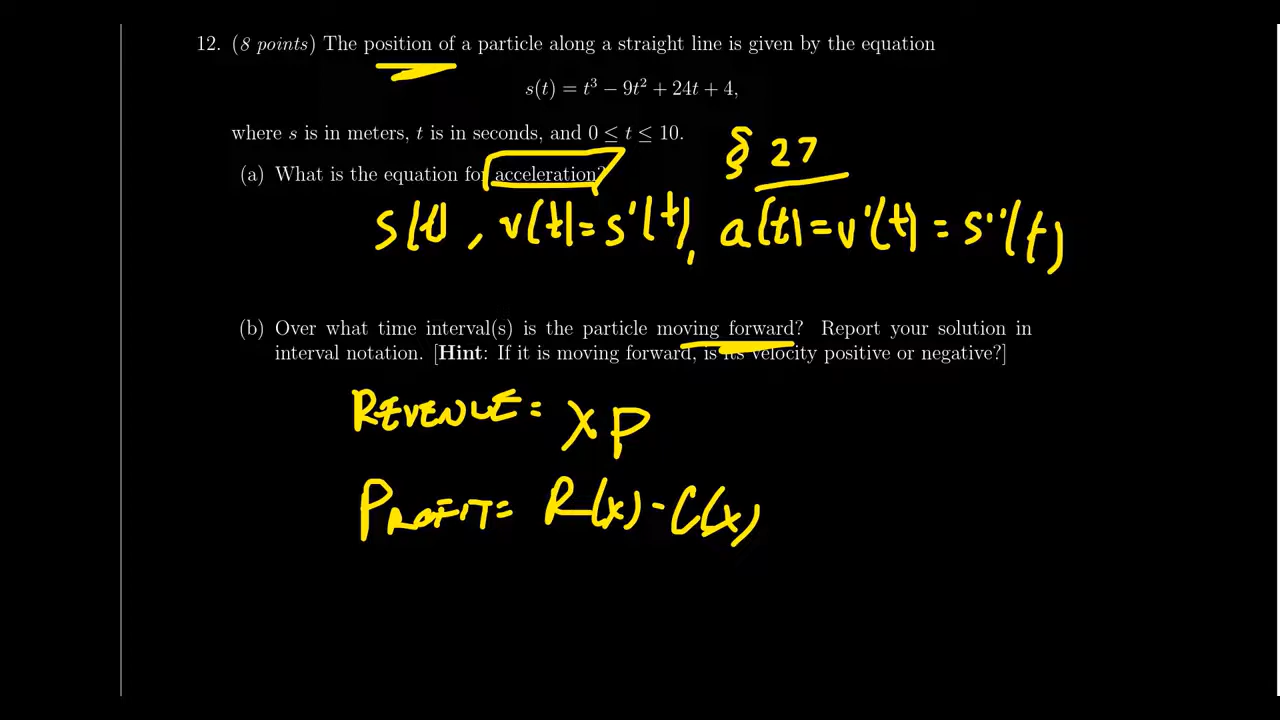 12. (8 points) The position of a particle along a straight line is given by the equation
s(t) = t³ − 9t² + 24t + 4,
where s is in meters, t is in seconds, and 0 ≤ t ≤ 10.
§ 27
(a) What is the equation for acceleration?
s(t), v(t) = s'(t), a(t) = v'(t) = s''(t)
(b) Over what time interval(s) is the particle moving forward? Report your solution in
interval notation. [Hint: If it is moving forward, is its velocity positive or negative?]
REVENUE = XP
PROFIT = R(x) - C(x)